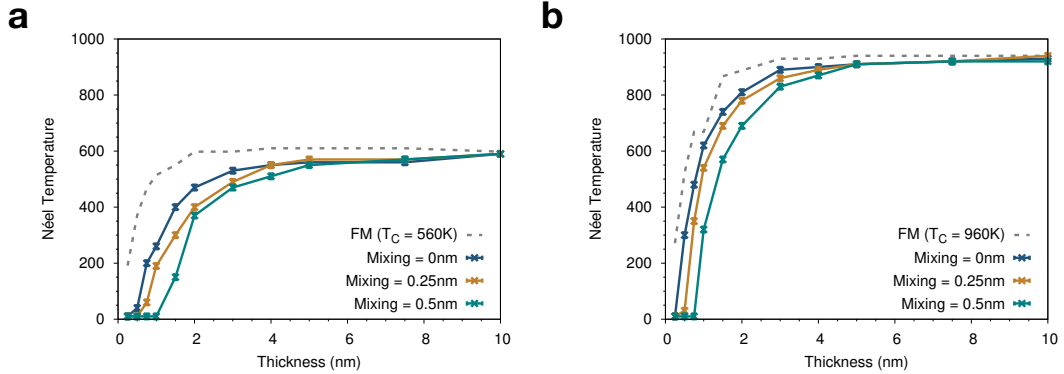 a
1000
800
600
400
200
0
Néel Temperature
0
2
4
6
8
10
Thickness (nm)
FM (T_C = 560K)
Mixing = 0nm
Mixing = 0.25nm
Mixing = 0.5nm
b
1000
800
600
400
200
0
Néel Temperature
0
2
4
6
8
10
Thickness (nm)
FM (T_C = 960K)
Mixing = 0nm
Mixing = 0.25nm
Mixing = 0.5nm